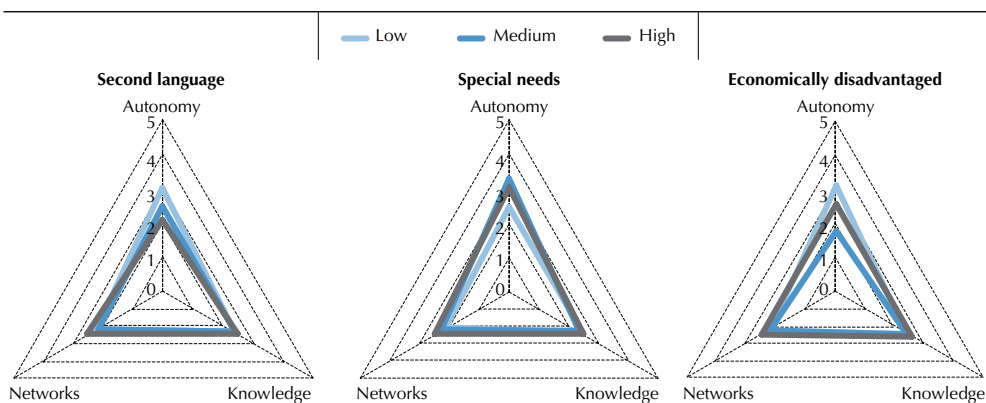 Low Medium High
Second language
Autonomy
5
4
3
2
1
0
Networks Knowledge
Special needs
Autonomy
5
4
3
2
1
0
Networks Knowledge
Economically disadvantaged
Autonomy
5
4
3
2
1
0
Networks Knowledge